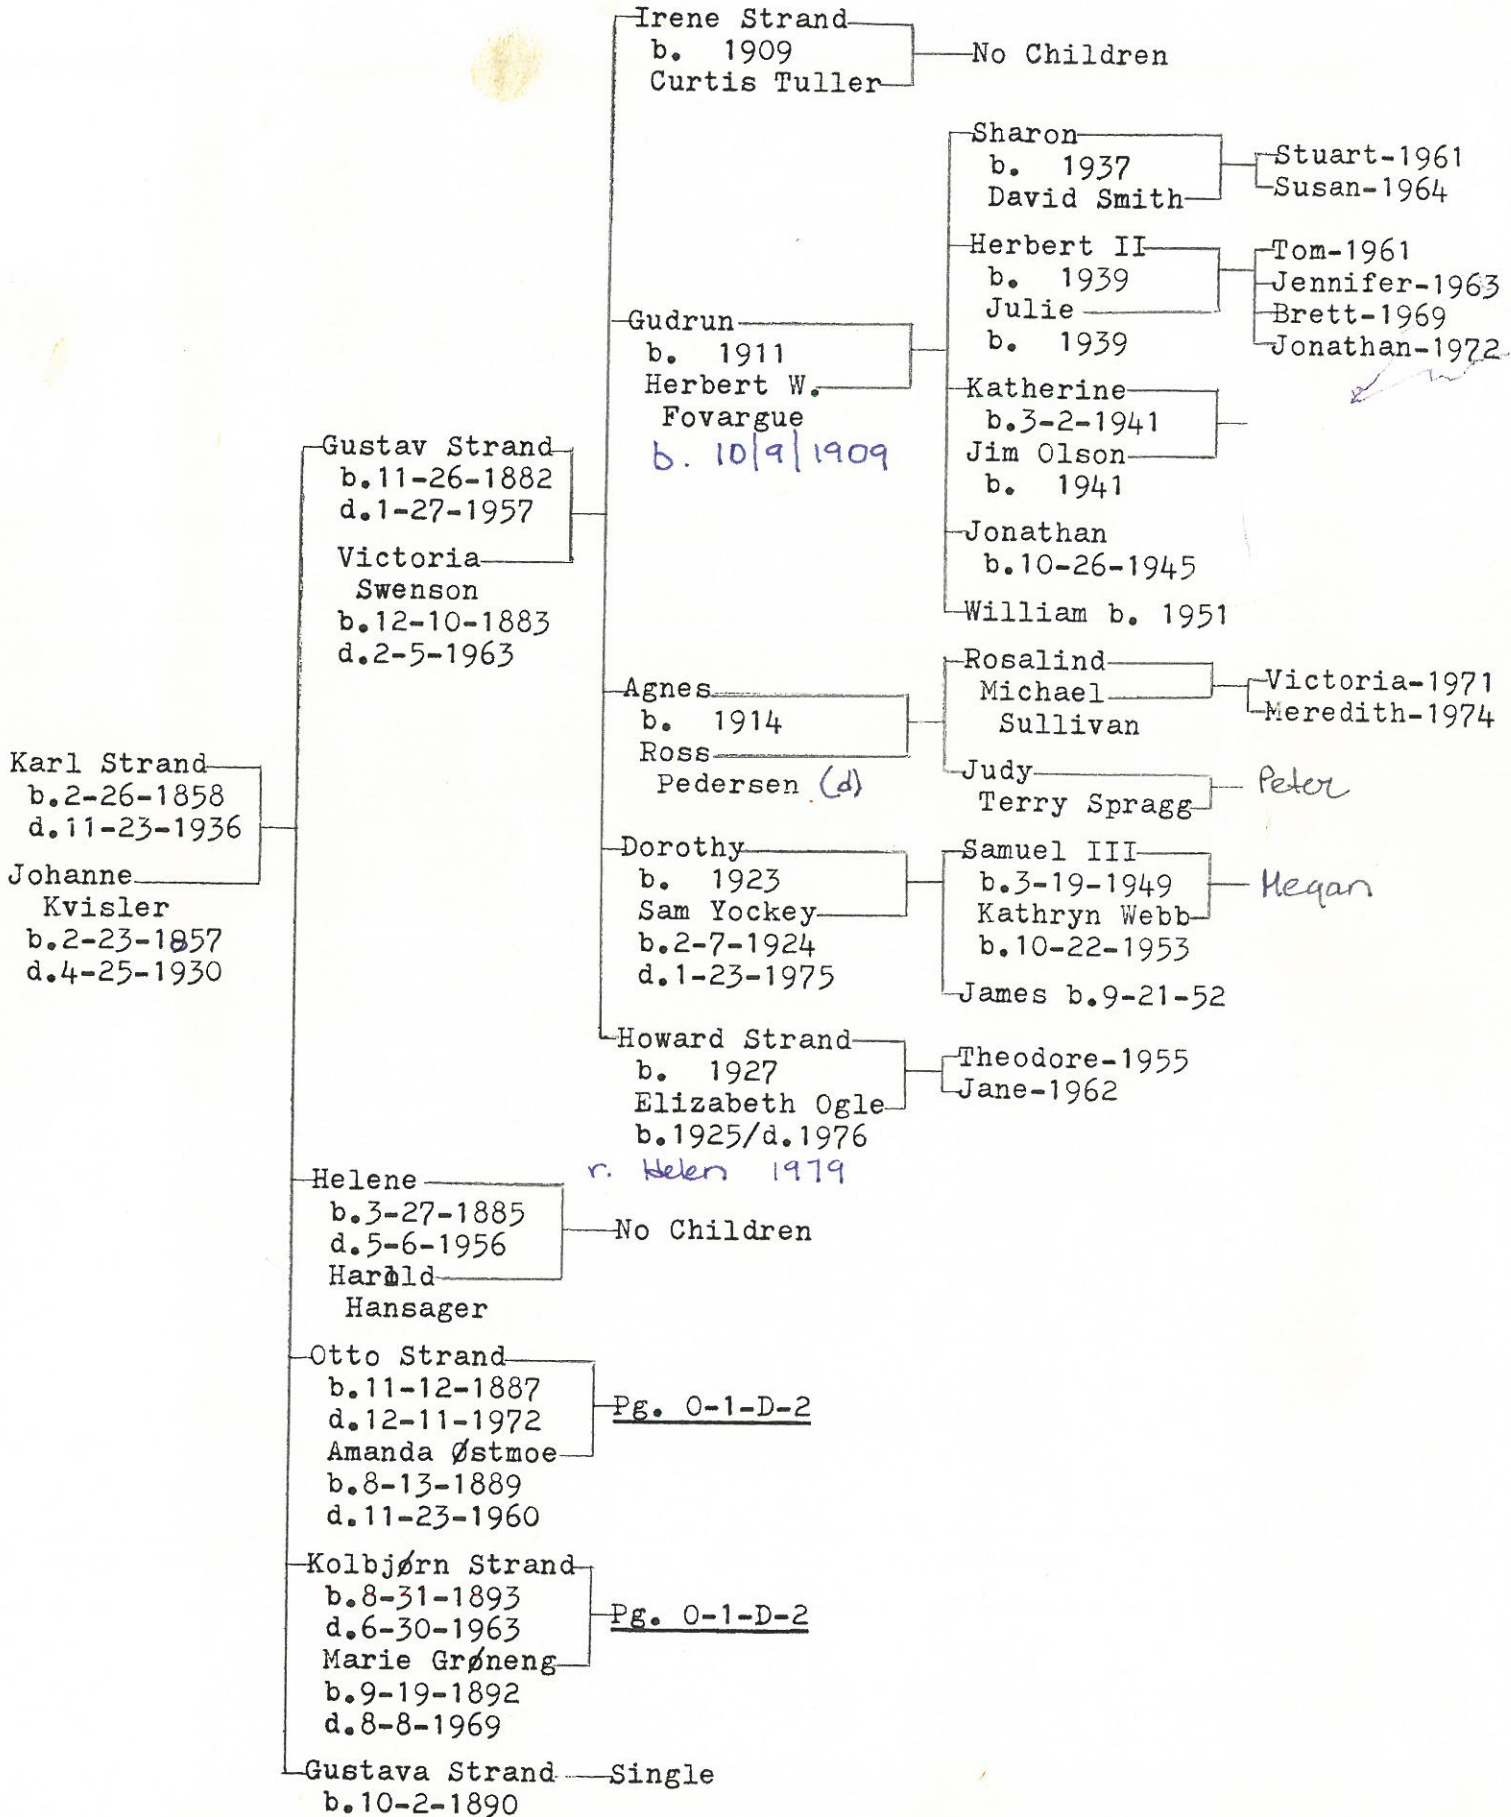 Karl Strand
b.2-26-1858
d.11-23-1936
Johanne
Kvisler
b.2-23-1857
d.4-25-1930
Gustav Strand
b.11-26-1882
d.1-27-1957
Victoria
Swenson
b.12-10-1883
d.2-5-1963
Irene Strand
b. 1909
Curtis Tuller
No Children
Gudrun
b. 1911
Herbert W.
Fovargue
b. 10/9/1909
Sharon
b. 1937
David Smith
Stuart-1961
Susan-1964
Herbert II
b. 1939
Julie
b. 1939
Tom-1961
Jennifer-1963
Brett-1969
Jonathan-1972
Katherine
b.3-2-1941
Jim Olson
b. 1941
Jonathan
b.10-26-1945
William b. 1951
Agnes
b. 1914
Ross
Pedersen (d)
Rosalind
Michael
Sullivan
Victoria-1971
Meredith-1974
Judy
Terry Spragg
Peter
Dorothy
b. 1923
Sam Yockey
b.2-7-1924
d.1-23-1975
Samuel III
b.3-19-1949
Kathryn Webb
b.10-22-1953
Megan
James b.9-21-52
Howard Strand
b. 1927
Elizabeth Ogle
b.1925/d.1976
r. Helen 1979
Theodore-1955
Jane-1962
Helene
b.3-27-1885
d.5-6-1956
Harald
Hansager
No Children
Otto Strand
b.11-12-1887
d.12-11-1972
Amanda Østmoe
b.8-13-1889
d.11-23-1960
Pg. O-1-D-2
Kolbjørn Strand
b.8-31-1893
d.6-30-1963
Marie Grøneng
b.9-19-1892
d.8-8-1969
Pg. O-1-D-2
Gustava Strand
b.10-2-1890
Single